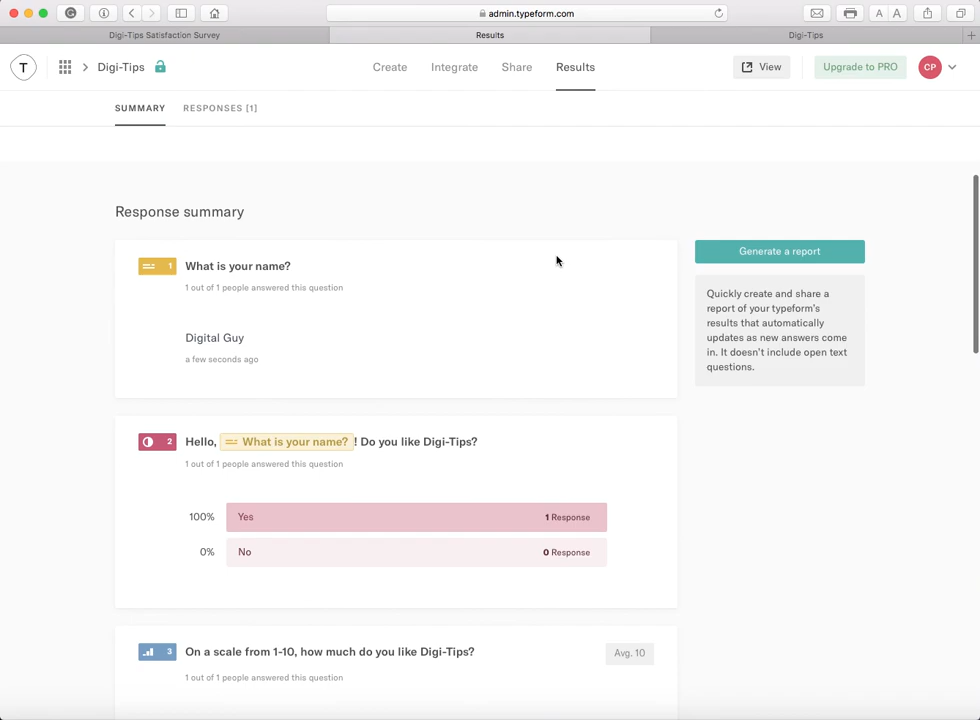 admin.typeform.com
A A
Digi-Tips Satisfaction Survey
Results
Digi-Tips
T
Digi-Tips
Create
Integrate
Share
Results
View
Upgrade to PRO
CP
SUMMARY
RESPONSES [1]
Response summary
1
What is your name?
1 out of 1 people answered this question
Digital Guy
a few seconds ago
Generate a report
Quickly create and share a
report of your typeform's
results that automatically
updates as new answers come
in. It doesn't include open text
questions.
2
Hello, What is your name? ! Do you like Digi-Tips?
1 out of 1 people answered this question
100% Yes 1 Response
0% No 0 Response
3
On a scale from 1-10, how much do you like Digi-Tips?
Avg. 10
1 out of 1 people answered this question